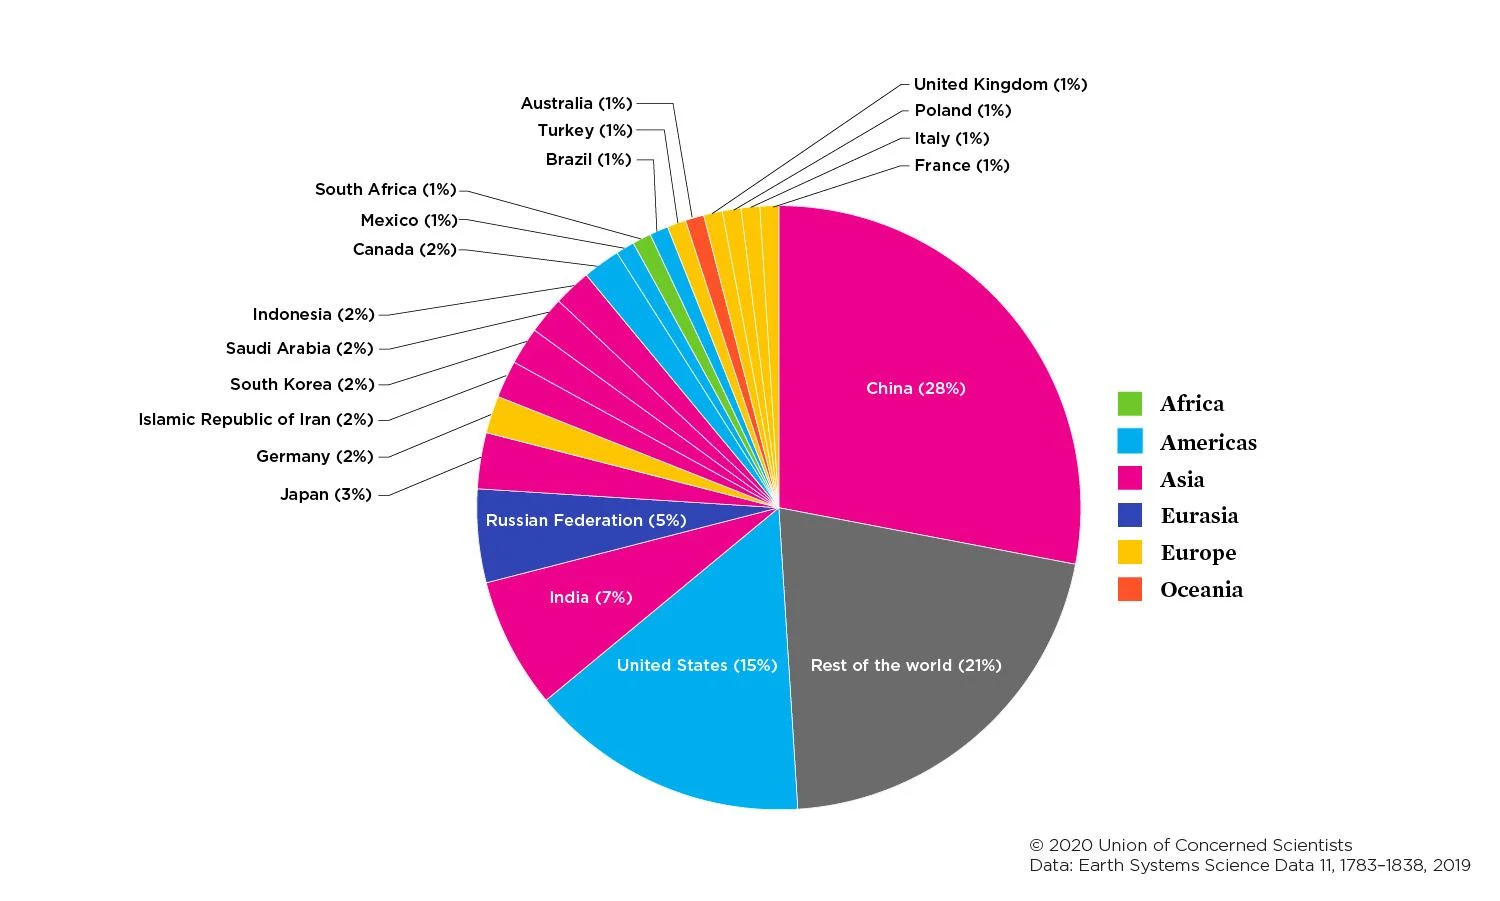 United Kingdom (1%)
Poland (1%)
Italy (1%)
France (1%)
Australia (1%)
Turkey (1%)
Brazil (1%)
South Africa (1%)
Mexico (1%)
Canada (2%)
Indonesia (2%)
Saudi Arabia (2%)
South Korea (2%)
Islamic Republic of Iran (2%)
Germany (2%)
Japan (3%)
Russian Federation (5%)
India (7%)
United States (15%)
Rest of the world (21%)
China (28%)
Africa
Americas
Asia
Eurasia
Europe
Oceania
© 2020 Union of Concerned Scientists
Data: Earth Systems Science Data 11, 1783–1838, 2019